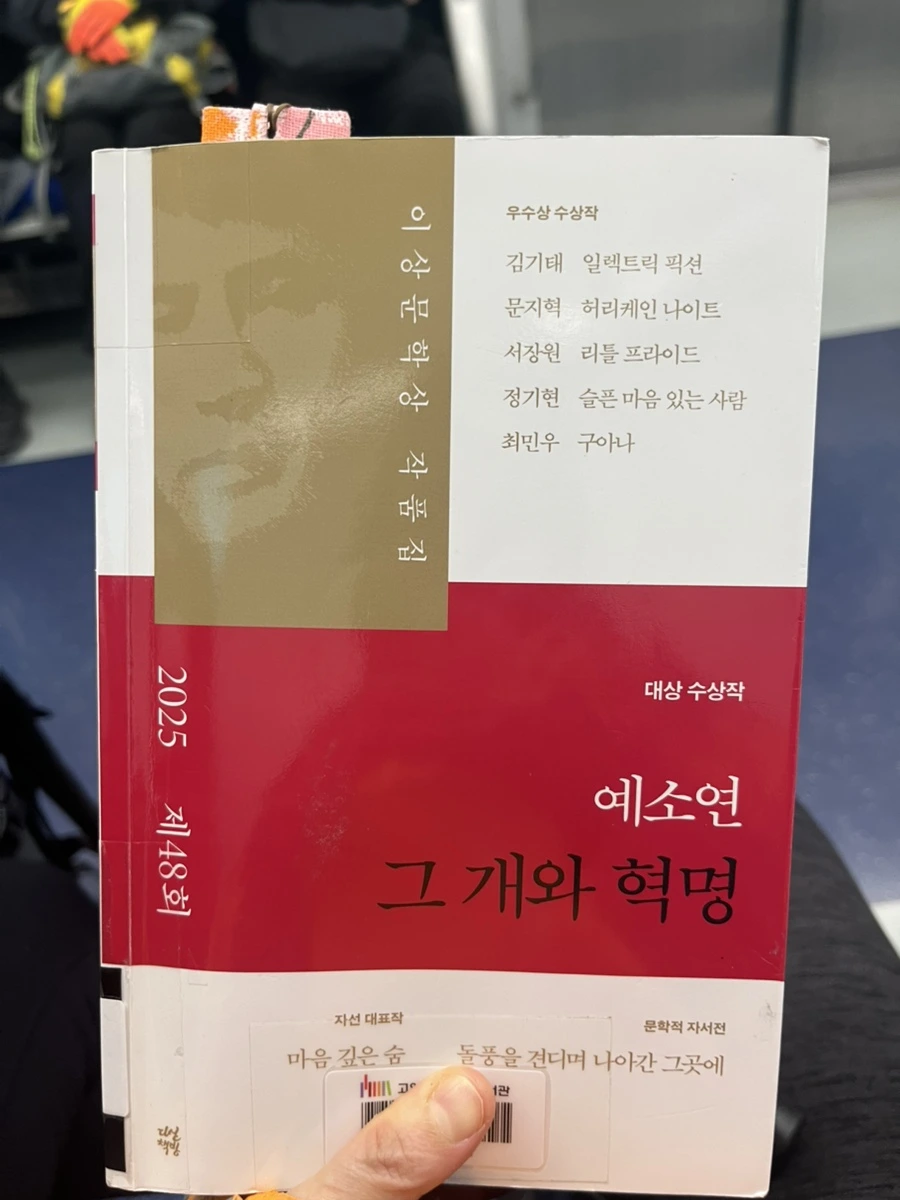 이상문학상 작품집
우수상 수상작
김기태 일렉트릭 픽션
문지혁 허리케인 나이트
서장원 리틀 프라이드
정기현 슬픈 마음 있는 사람
최민우 구아나
2025 제48회
대상 수상작
예소연
그 개와 혁명
자선 대표작
마음 깊은 숨
문학적 자서전
돌풍을 견디며 나아간 그곳에
다산
책방